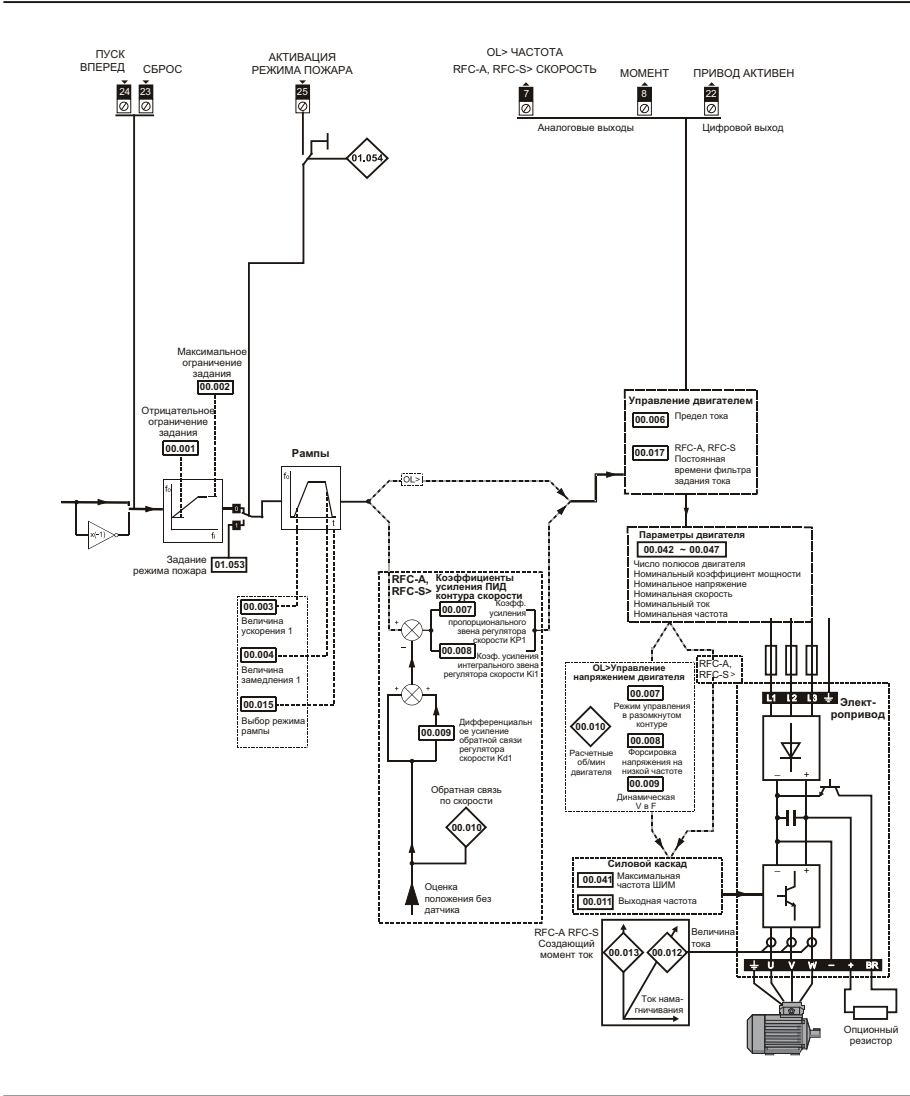 ПУСК
ВПЕРЕД
СБРОС
АКТИВАЦИЯ
РЕЖИМА ПОЖАРА
OL> ЧАСТОТА
RFC-A, RFC-S> СКОРОСТЬ
МОМЕНТ
ПРИВОД АКТИВЕН
24
23
25
7
8
22
Аналоговые выходы
Цифровой выход
01.054
Максимальное
ограничение
задания
00.002
Отрицательное
ограничение
задания
00.001
Рампы
Управление двигателем
00.006
Предел тока
00.017
RFC-A, RFC-S
Постоянная
времени фильтра
задания тока
OL>
x(-1)
0
1
t
Задание
режима пожара
01.053
Параметры двигателя
00.042 ~ 00.047
Число полюсов двигателя
Номинальный коэффициент мощности
Номинальное напряжение
Номинальная скорость
Номинальный ток
Номинальная частота
00.003
Величина
ускорения 1
00.004
Величина
замедления 1
00.015
Выбор режима
рампы
RFC-A,
RFC-S>
Коэффициенты
усиления ПИД
контура скорости
00.007
Коэфф.
усиления
пропорционального
звена регулятора
скорости KP1
00.008
Коэф. усиления
интегрального звена
регулятора скорости Ki1
+
–
+
+
00.009
Дифференциальн
ое усиление
обратной связи
регулятора
скорости Kd1
Обратная связь
по скорости
00.010
Оценка
положения без
датчика
OL>Управление
напряжением двигателя
00.007
Режим управления
в разомкнутом
контуре
00.010
Расчетные
об/мин
двигателя
00.008
Форсировка
напряжения на
низкой частоте
00.009
Динамическая
V в F
RFC-A,
RFC-S>
L1 L2 L3
Элект-
ропривод
– +
– +
Силовой каскад
00.041
Максимальная
частота ШИМ
00.011
Выходная частота
RFC-A RFC-S
Создающий
момент ток
00.013
00.012
Величина
тока
Ток нама-
гничивания
U V W – + BR
Опционный
резистор